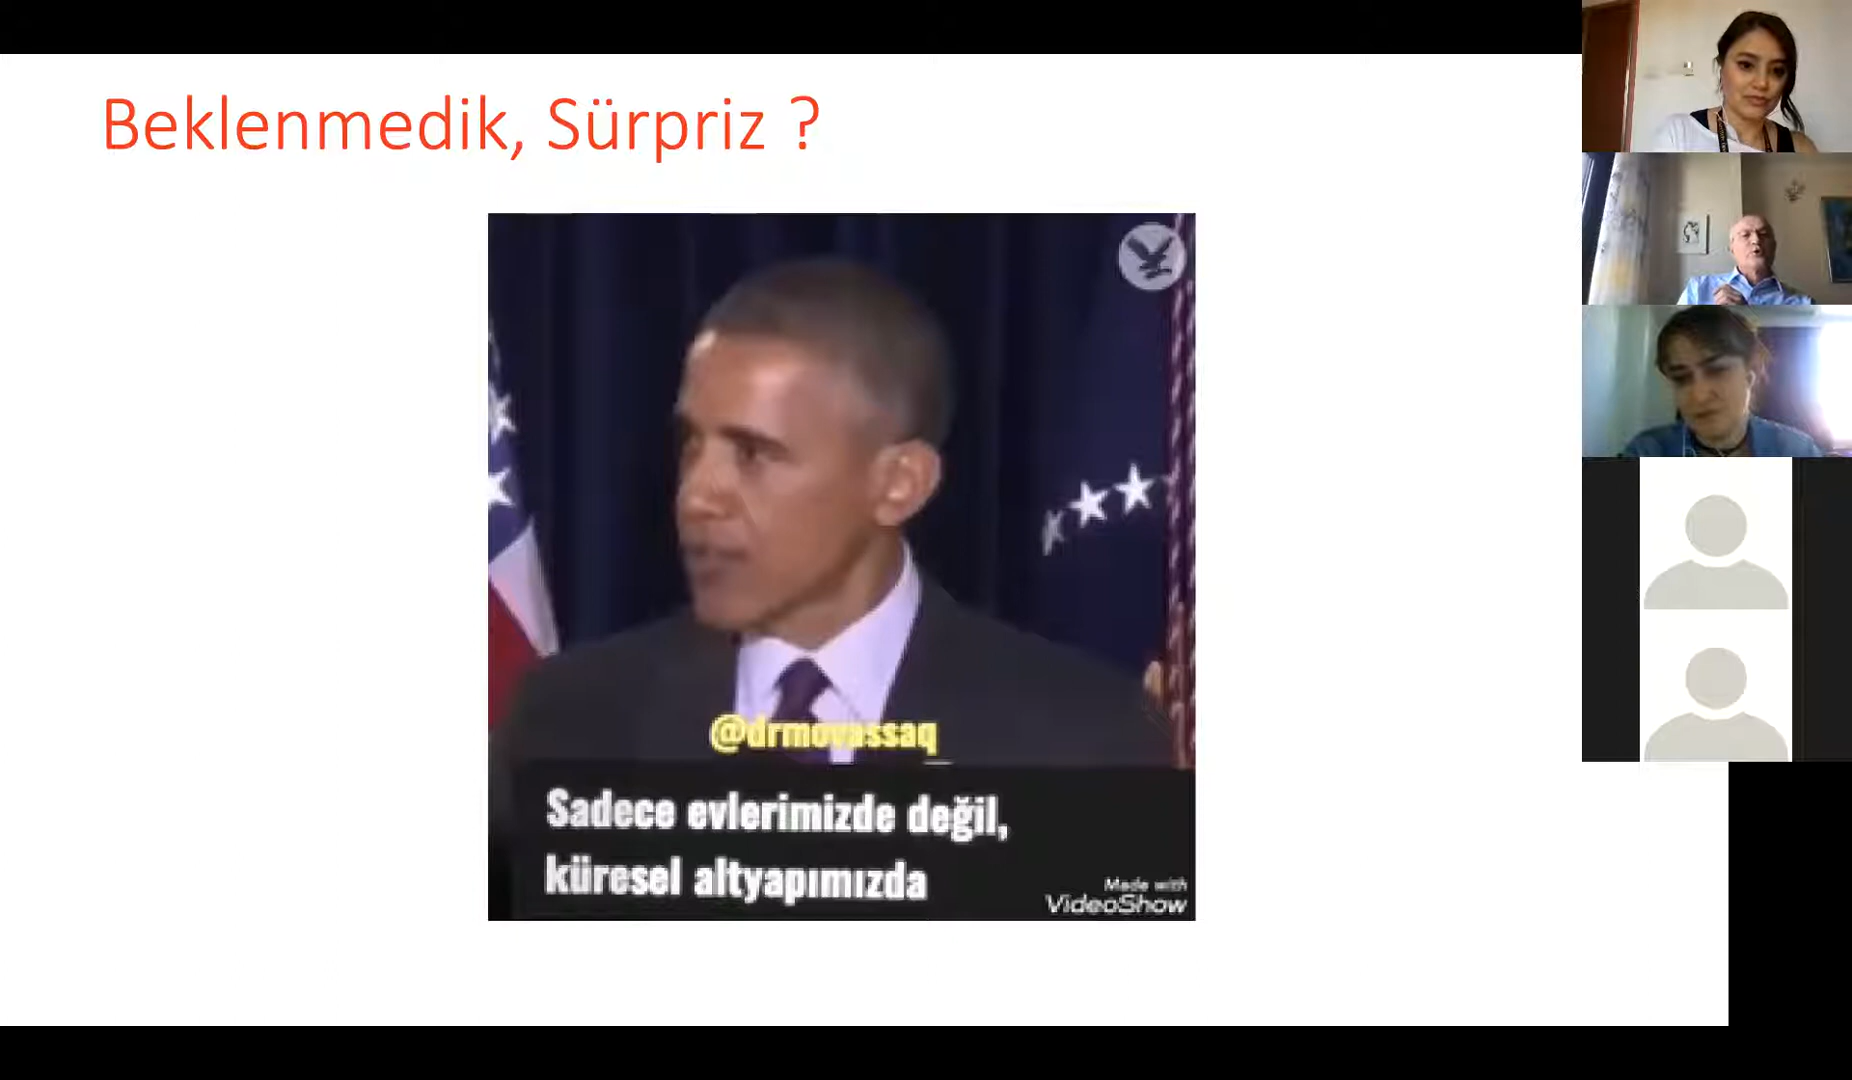 Beklenmedik, Sürpriz ?
@drmovassaq
Sadece evlerimizde değil,
küresel altyapımızda
Made with
VideoShow